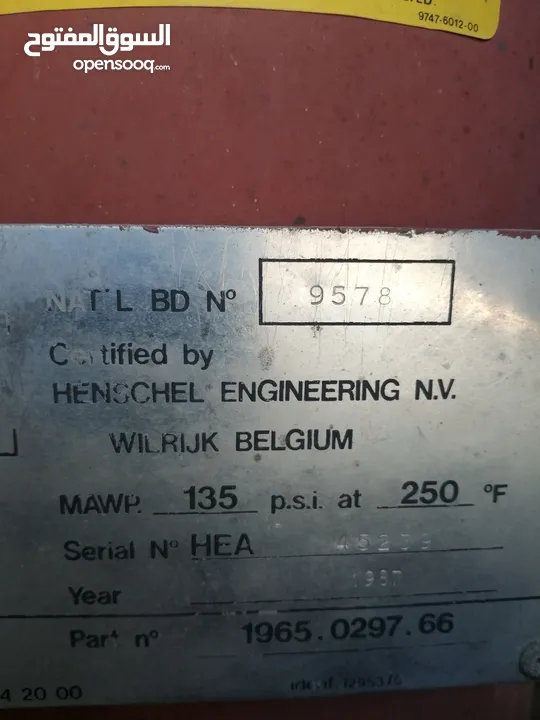 9747-6012-00
السوق المفتوح
opensooq.com
NAT'L BD Nº 9578
Certified by
HENSCHEL ENGINEERING N.V.
WILRIJK BELGIUM
MAWP. 135 p.s.i. at 250 °F
Serial Nº HEA
Year 1987
Part nº 1965.0297.66
4 20 00